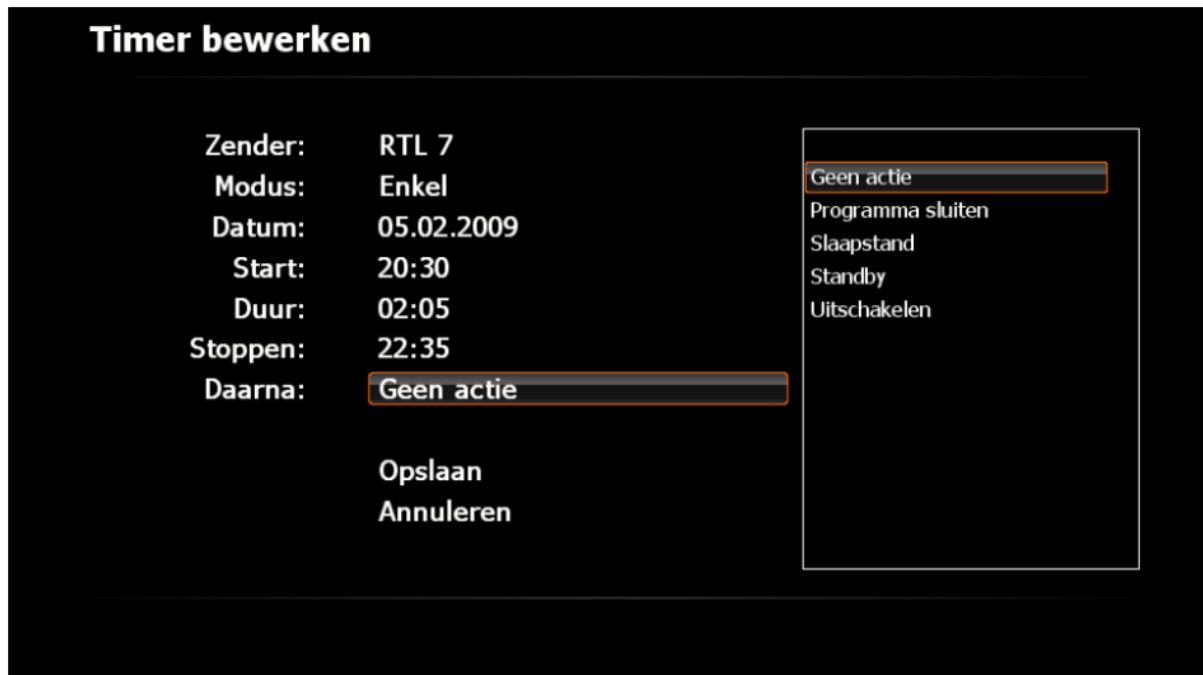 Timer bewerken
Zender: RTL 7
Modus: Enkel
Datum: 05.02.2009
Start: 20:30
Duur: 02:05
Stoppen: 22:35
Daarna: Geen actie
Opslaan
Annuleren
Geen actie
Programma sluiten
Slaapstand
Standby
Uitschakelen